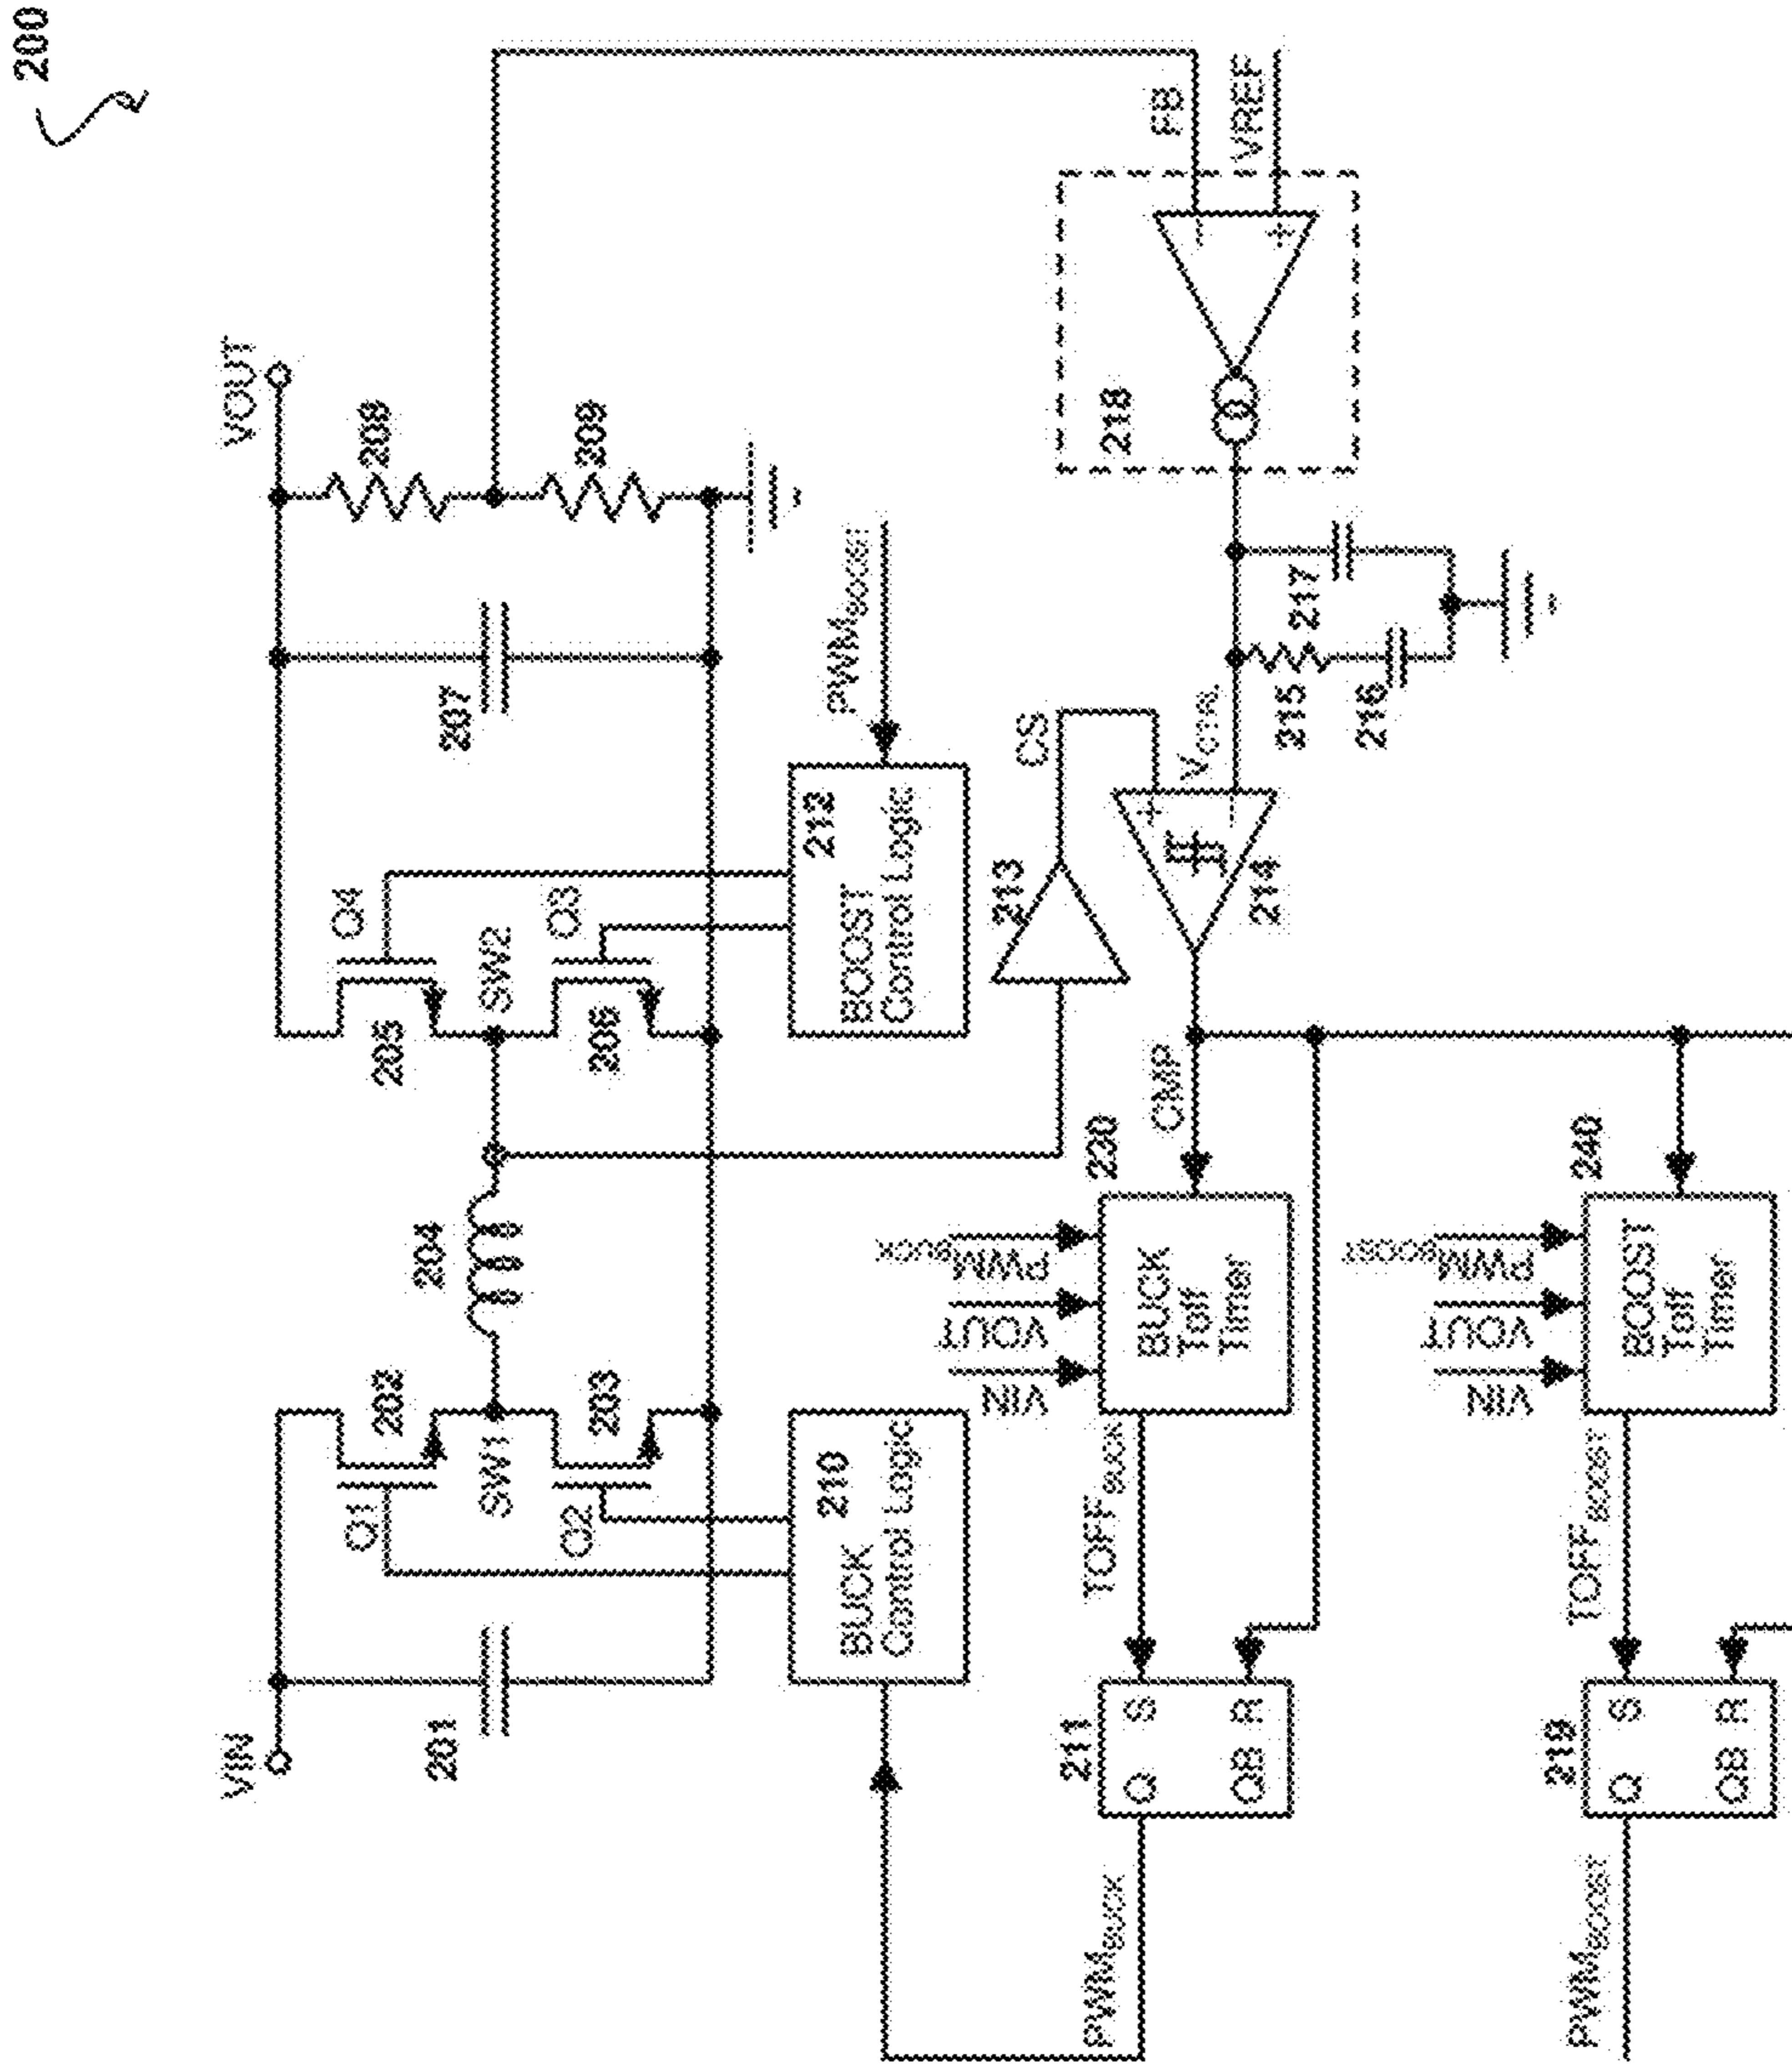 200
VIN
VOUT
201
Q1
202
SW1
Q2
203
204
Q4
205
SW2
Q3
206
207
208
209
210
BUCK
Control Logic
212
BOOST
Control Logic
PWMBOOST
213
CS
FB
VREF
218
- +
217
215
216
VCTRL
+ -
214
CMP
230
VIN
VOUT
PWMBUCK
BUCK
Toff
Timer
TOFFBUCK
211
Q S
QB R
PWMBUCK
240
VIN
VOUT
PWMBOOST
BOOST
Toff
Timer
TOFFBOOST
219
Q S
QB R
PWMBOOST